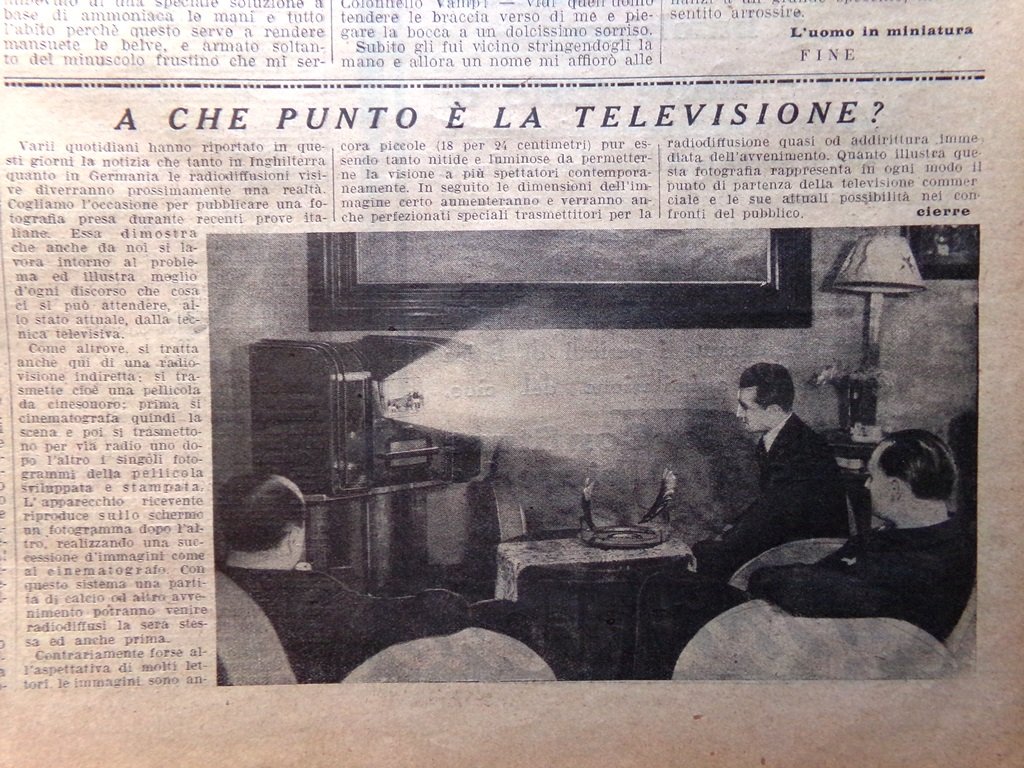 di una speciale soluzione a
base di ammoniaca le mani e tutto
l'abito perchè questo serve a rendere
mansuete le belve, e armato soltan-
to del minuscolo frustino che mi ser-
Colonnello Vampi — vidi quell'uomo
tendere le braccia verso di me e pie-
gare la bocca a un dolcissimo sorriso.
Subito gli fui vicino stringendogli la
mano e allora un nome mi affiorò alle
sentito arrossire.
L'uomo in miniatura
FINE
A CHE PUNTO È LA TELEVISIONE?
Varii quotidiani hanno riportato in que-
sti giorni la notizia che tanto in Inghilterra
quanto in Germania le radiodiffusioni visi-
ve diverranno prossimamente una realtà.
Cogliamo l'occasione per pubblicare una fo-
tografia presa durante recenti prove ita-
liane. Essa dimostra
che anche da noi si la-
vora intorno al proble-
ma ed illustra meglio
d'ogni discorso che cosa
ci si può attendere, al-
lo stato attuale, dalla tec-
nica televisiva.
Come altrove, si tratta
anche qui di una radio-
visione indiretta; si tra-
smette cioè una pellicola
da cinesonoro; prima si
cinematografa quindi la
scena e poi si trasmetto-
no per via radio uno do-
po l'altro i singoli foto-
grammi della pellicola
sviluppata e stampata.
L'apparecchio ricevente
riproduce sullo schermo
un fotogramma dopo l'al-
tro, realizzando una suc-
cessione d'immagini come
al cinematografo. Con
questo sistema una parti-
ta di calcio od altro avve-
nimento potranno venire
radiodiffusi la sera stes-
sa ed anche prima.
Contrariamente forse al-
l'aspettativa di molti let-
tori, le immagini sono an-
cora piccole (18 per 24 centimetri) pur es-
sendo tanto nitide e luminose da permetter-
ne la visione a più spettatori contempora-
neamente. In seguito le dimensioni dell'im-
magine certo aumenteranno e verranno an-
che perfezionati speciali trasmettitori per la
radiodiffusione quasi od addirittura imme-
diata dell'avvenimento. Quanto illustra que-
sta fotografia rappresenta in ogni modo il
punto di partenza della televisione commer
ciale e le sue attuali possibilità nei con-
fronti del pubblico.
cierre